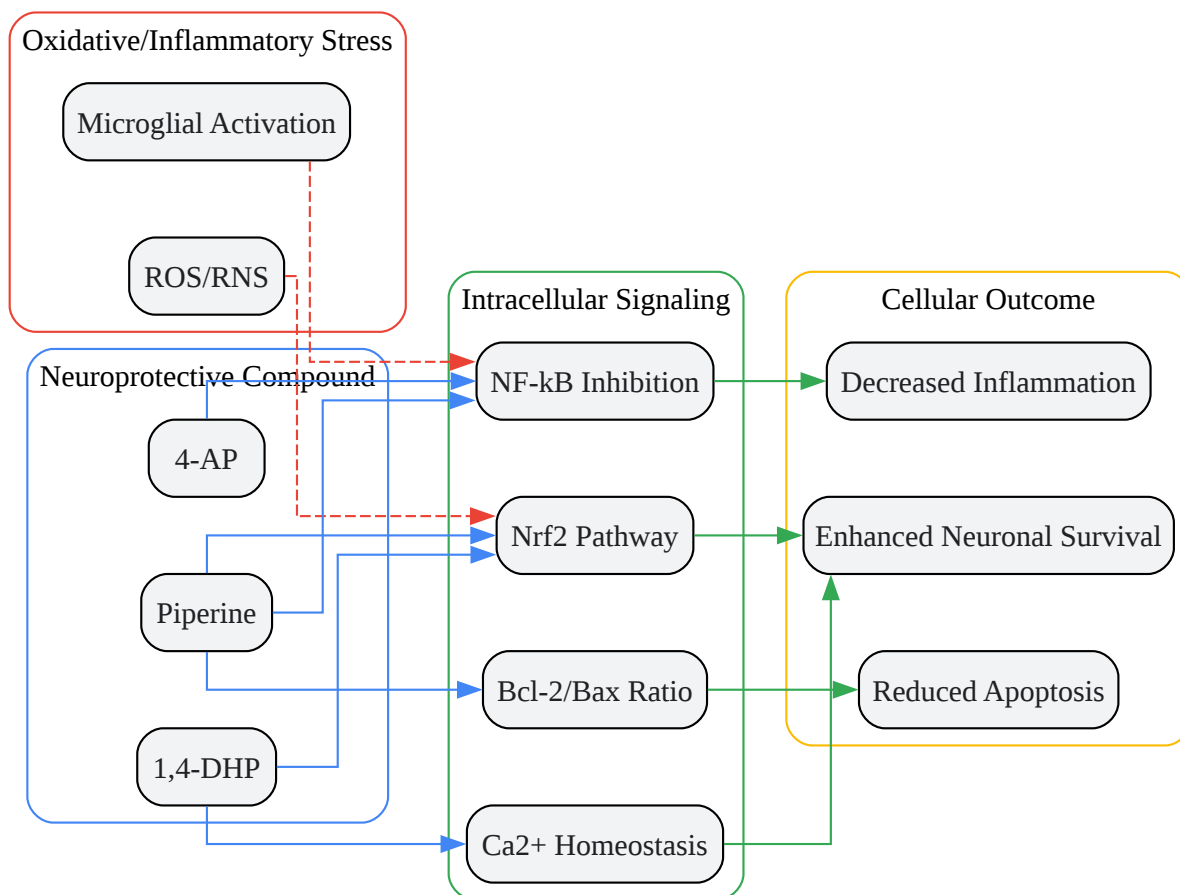 Oxidative/Inflammatory Stress
Microglial Activation
ROS/RNS
Neuroprotective Compound
4-AP
Piperine
1,4-DHP
Intracellular Signaling
NF-kB Inhibition
Nrf2 Pathway
Bcl-2/Bax Ratio
Ca2+ Homeostasis
Cellular Outcome
Decreased Inflammation
Enhanced Neuronal Survival
Reduced Apoptosis